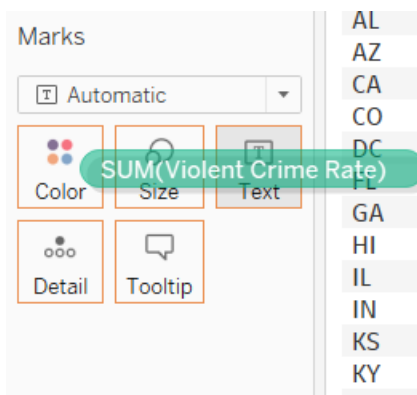 Marks
T Automatic
Color
Size
T
Text
SUM(Violent Crime Rate)
Detail
Tooltip
AL
AZ
CA
CO
DC
FL
GA
HI
IL
IN
KS
KY